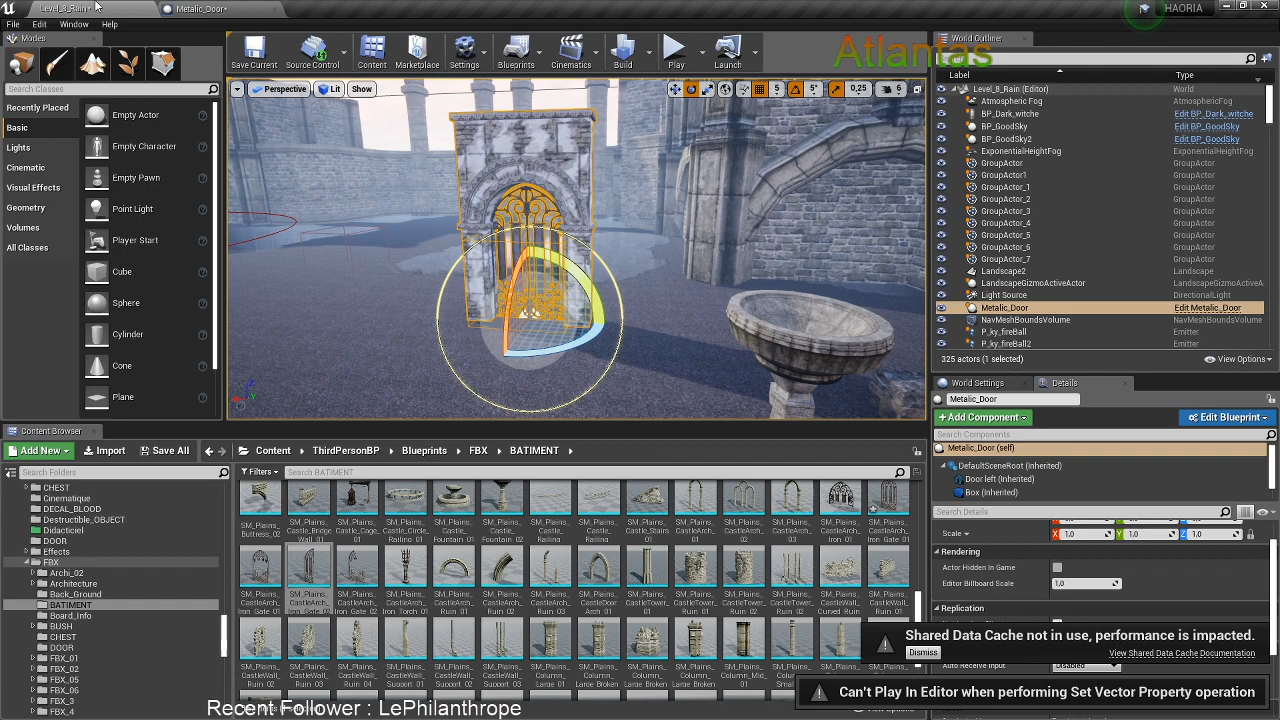 Level_8_Rain*
Metalic_Door*
HAORIA
File Edit Window Help
Modes
Search Classes
Recently Placed
Basic
Lights
Cinematic
Visual Effects
Geometry
Volumes
All Classes
Empty Actor
Empty Character
Empty Pawn
Point Light
Player Start
Cube
Sphere
Cylinder
Cone
Plane
Save Current
Source Control
Content
Marketplace
Settings
Blueprints
Cinematics
Build
Play
Launch
Atlantas
Perspective
Lit
Show
5
5°
0,25
6
World Outliner
Search...
Label Type
Level_8_Rain (Editor) World
Atmospheric Fog AtmosphericFog
BP_Dark_witche Edit BP_Dark_witche
BP_GoodSky Edit BP_GoodSky
BP_GoodSky2 Edit BP_GoodSky
ExponentialHeightFog ExponentialHeightFog
GroupActor GroupActor
GroupActor1 GroupActor
GroupActor_1 GroupActor
GroupActor_2 GroupActor
GroupActor_3 GroupActor
GroupActor_4 GroupActor
GroupActor_5 GroupActor
GroupActor_6 GroupActor
GroupActor_7 GroupActor
Landscape2 Landscape
LandscapeGizmoActiveActor LandscapeGizmoActiveA
Light Source DirectionalLight
Metalic_Door Edit Metalic_Door
NavMeshBoundsVolume NavMeshBoundsVolume
P_ky_fireBall Emitter
P_ky_fireBall2 Emitter
325 actors (1 selected)
View Options
World Settings
Details
Metalic_Door
Add Component
Edit Blueprint
Search Components
Metalic_Door (self)
DefaultSceneRoot (Inherited)
Door left (Inherited)
Box (Inherited)
Search Details
Scale X 1,0 Y 1,0 Z 1,0
Rendering
Actor Hidden In Game
Editor Billboard Scale 1,0
Replication
Auto Receive Input Disabled
Shared Data Cache not in use, performance is impacted.
Dismiss
View Shared Data Cache Documentation
Can't Play In Editor when performing Set Vector Property operation
Content Browser
Add New
Import
Save All
Content
ThirdPersonBP
Blueprints
FBX
BATIMENT
Search Folders
Filters
Search BATIMENT
CHEST
Cinematique
DECAL_BLOOD
Destructible_OBJECT
Didactieiel
DOOR
Effects
FBX
Archi_02
Architecture
Back_Ground
BATIMENT
Board_Info
BUSH
CHEST
DOOR
FBX_01
FBX_02
FBX_05
FBX_06
FBX_3
FBX_4
Recent Follower : LePhilanthrope